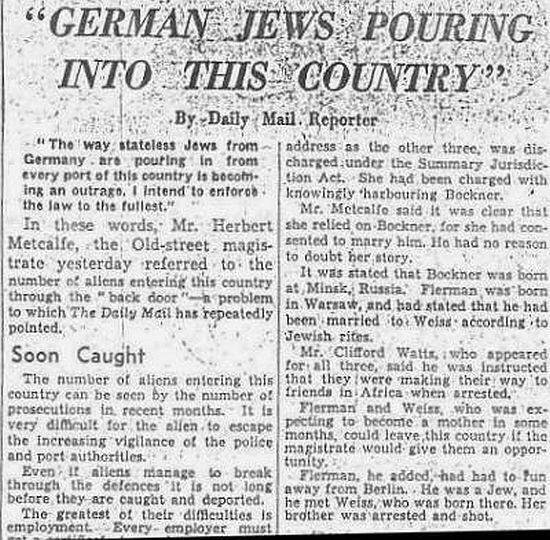 "GERMAN JEWS POURING
INTO THIS COUNTRY"
By Daily Mail Reporter
"The way stateless Jews from
Germany are pouring in from
every port of this country is becom-
ing an outrage. I intend to enforce
the law to the fullest."
In these words, Mr. Herbert
Metcalfe, the Old-street magis-
trate yesterday referred to the
number of aliens entering this country
through the "back door"—a problem
to which The Daily Mail has repeatedly
pointed.
Soon Caught
The number of aliens entering this
country can be seen by the number of
prosecutions in recent months. It is
very difficult for the alien to escape
the increasing vigilance of the police
and port authorities.
Even if aliens manage to break
through the defences it is not long
before they are caught and deported.
The greatest of their difficulties is
employment. Every employer must
address as the other three, was dis-
charged under the Summary Jurisdic-
tion Act. She had been charged with
knowingly harbouring Bockner.
Mr. Metcalfe said it was clear that
she relied on Bockner, for she had con-
sented to marry him. He had no reason
to doubt her story.
It was stated that Bockner was born
at Minsk, Russia. Flerman was born
in Warsaw, and had stated that he had
been married to Weiss according to
Jewish rites.
Mr. Clifford Watts, who appeared
for all three, said he was instructed
that they were making their way to
friends in Africa when arrested.
Flerman and Weiss, who was ex-
pecting to become a mother in some
months, could leave this country if the
magistrate would give them an oppor-
tunity.
Flerman, he added, had had to run
away from Berlin. He was a Jew, and
he met Weiss, who was born there. Her
brother was arrested and shot.